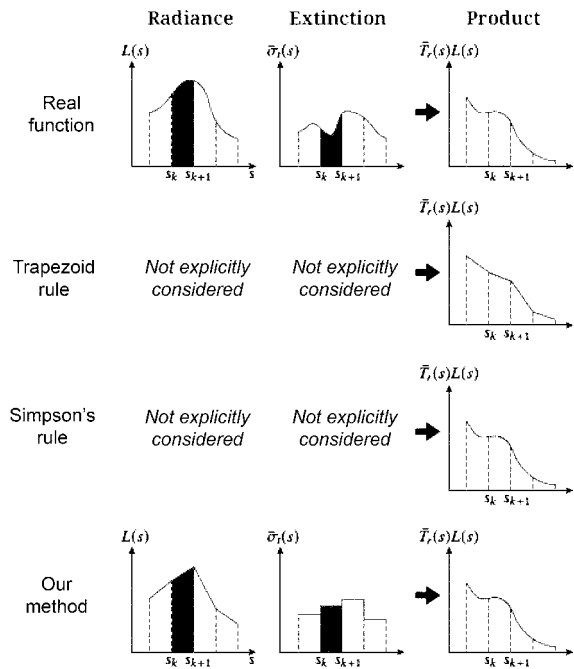 Radiance Extinction Product
L(s) σ̄ₜ(s) T̄ᵣ(s)L(s)
Real
function
sₖ sₖ₊₁ s sₖ sₖ₊₁ sₖ sₖ₊₁
T̄ᵣ(s)L(s)
Trapezoid
rule
Not explicitly
considered
Not explicitly
considered
sₖ sₖ₊₁
T̄ᵣ(s)L(s)
Simpson's
rule
Not explicitly
considered
Not explicitly
considered
sₖ sₖ₊₁
L(s) σ̄ₜ(s) T̄ᵣ(s)L(s)
Our
method
sₖ sₖ₊₁ s sₖ sₖ₊₁ sₖ sₖ₊₁